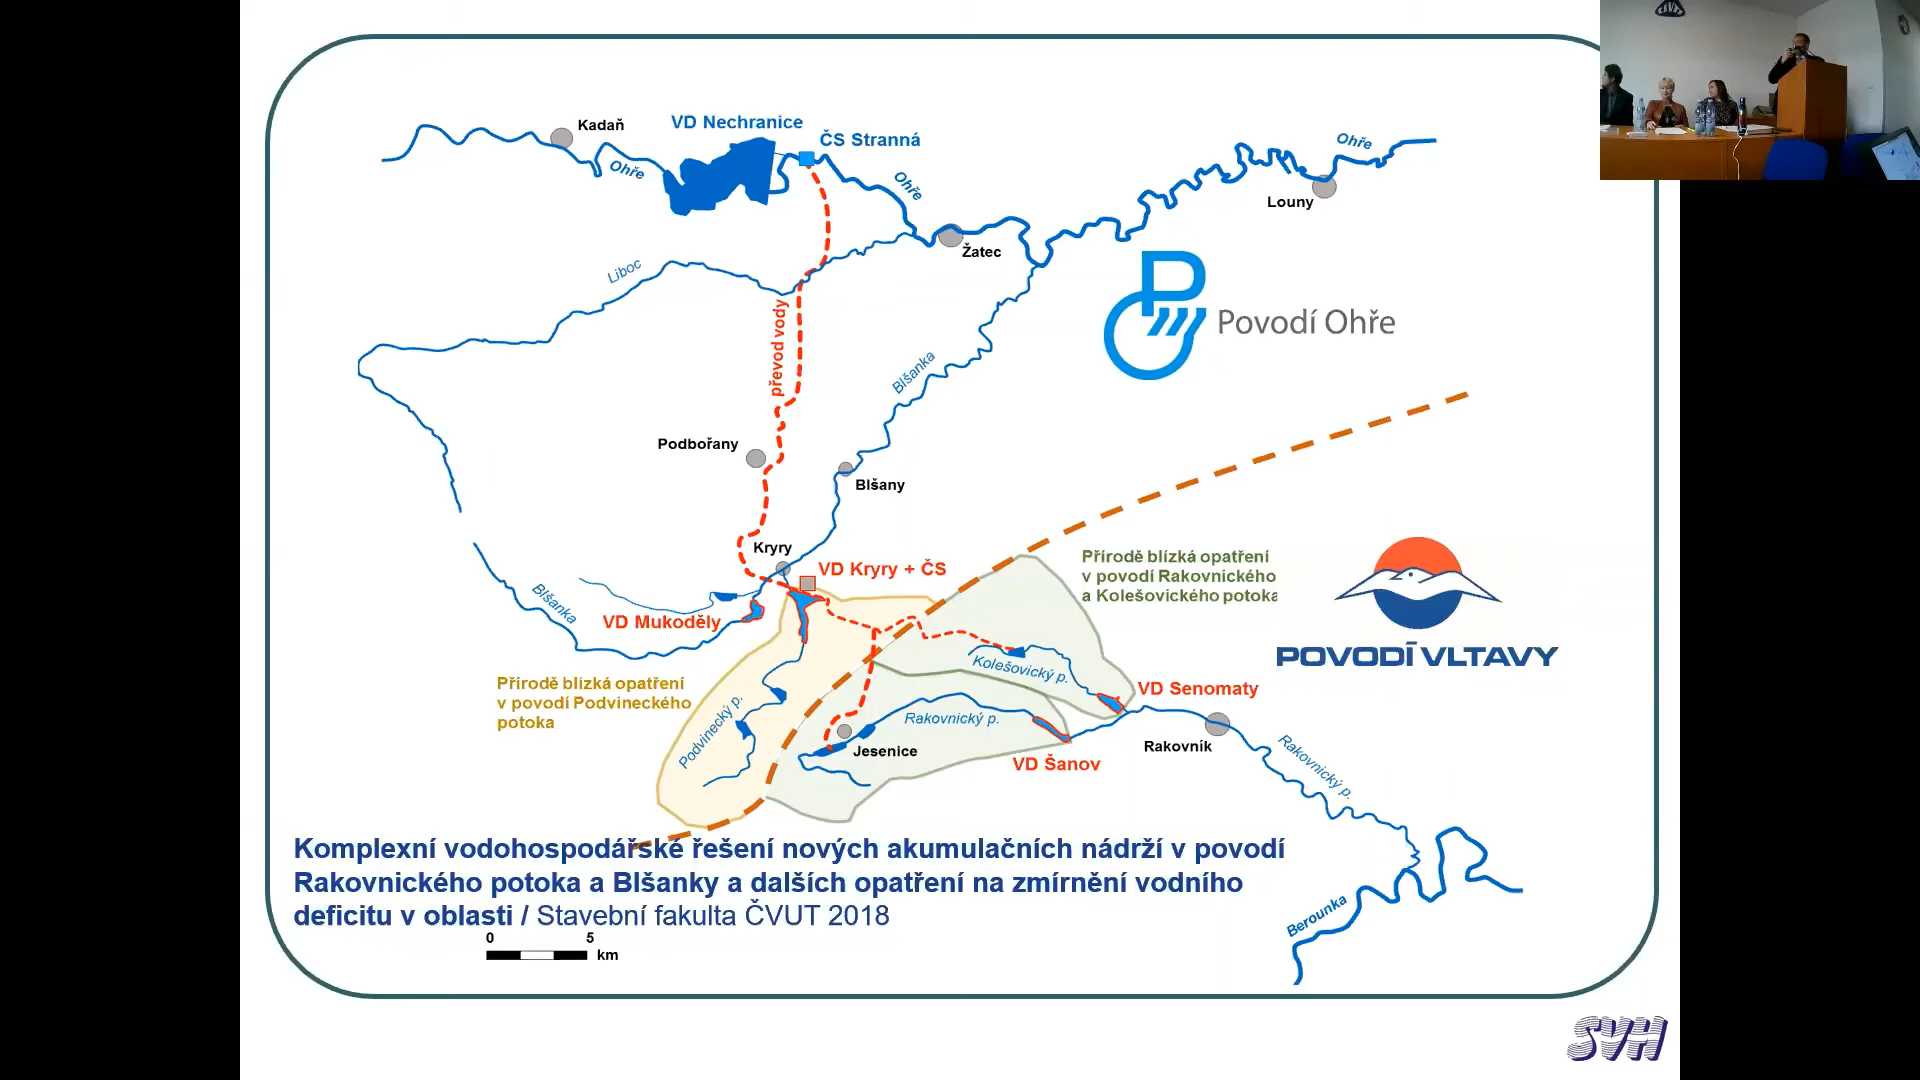 Kadaň
VD Nechranice
ČS Stranná
Ohře
Ohře
Ohře
Louny
Žatec
Liboc
Povodí Ohře
převod vody
Blšanka
Podbořany
Blšany
Kryry
VD Kryry + ČS
Přírodě blízká opatření
v povodí Rakovnického
a Kolešovického potoka
Blšanka
VD Mukoděly
POVODÍ VLTAVY
Kolešovický p.
Přírodě blízká opatření
v povodí Podvineckého
potoka
VD Senomaty
Podvinecký p.
Rakovnický p.
Jesenice
Rakovník
VD Šanov
Rakovnický p.
Komplexní vodohospodářské řešení nových akumulačních nádrží v povodí
Rakovnického potoka a Blšanky a dalších opatření na zmírnění vodního
deficitu v oblasti / Stavební fakulta ČVUT 2018
Berounka
0 5
km
SVH